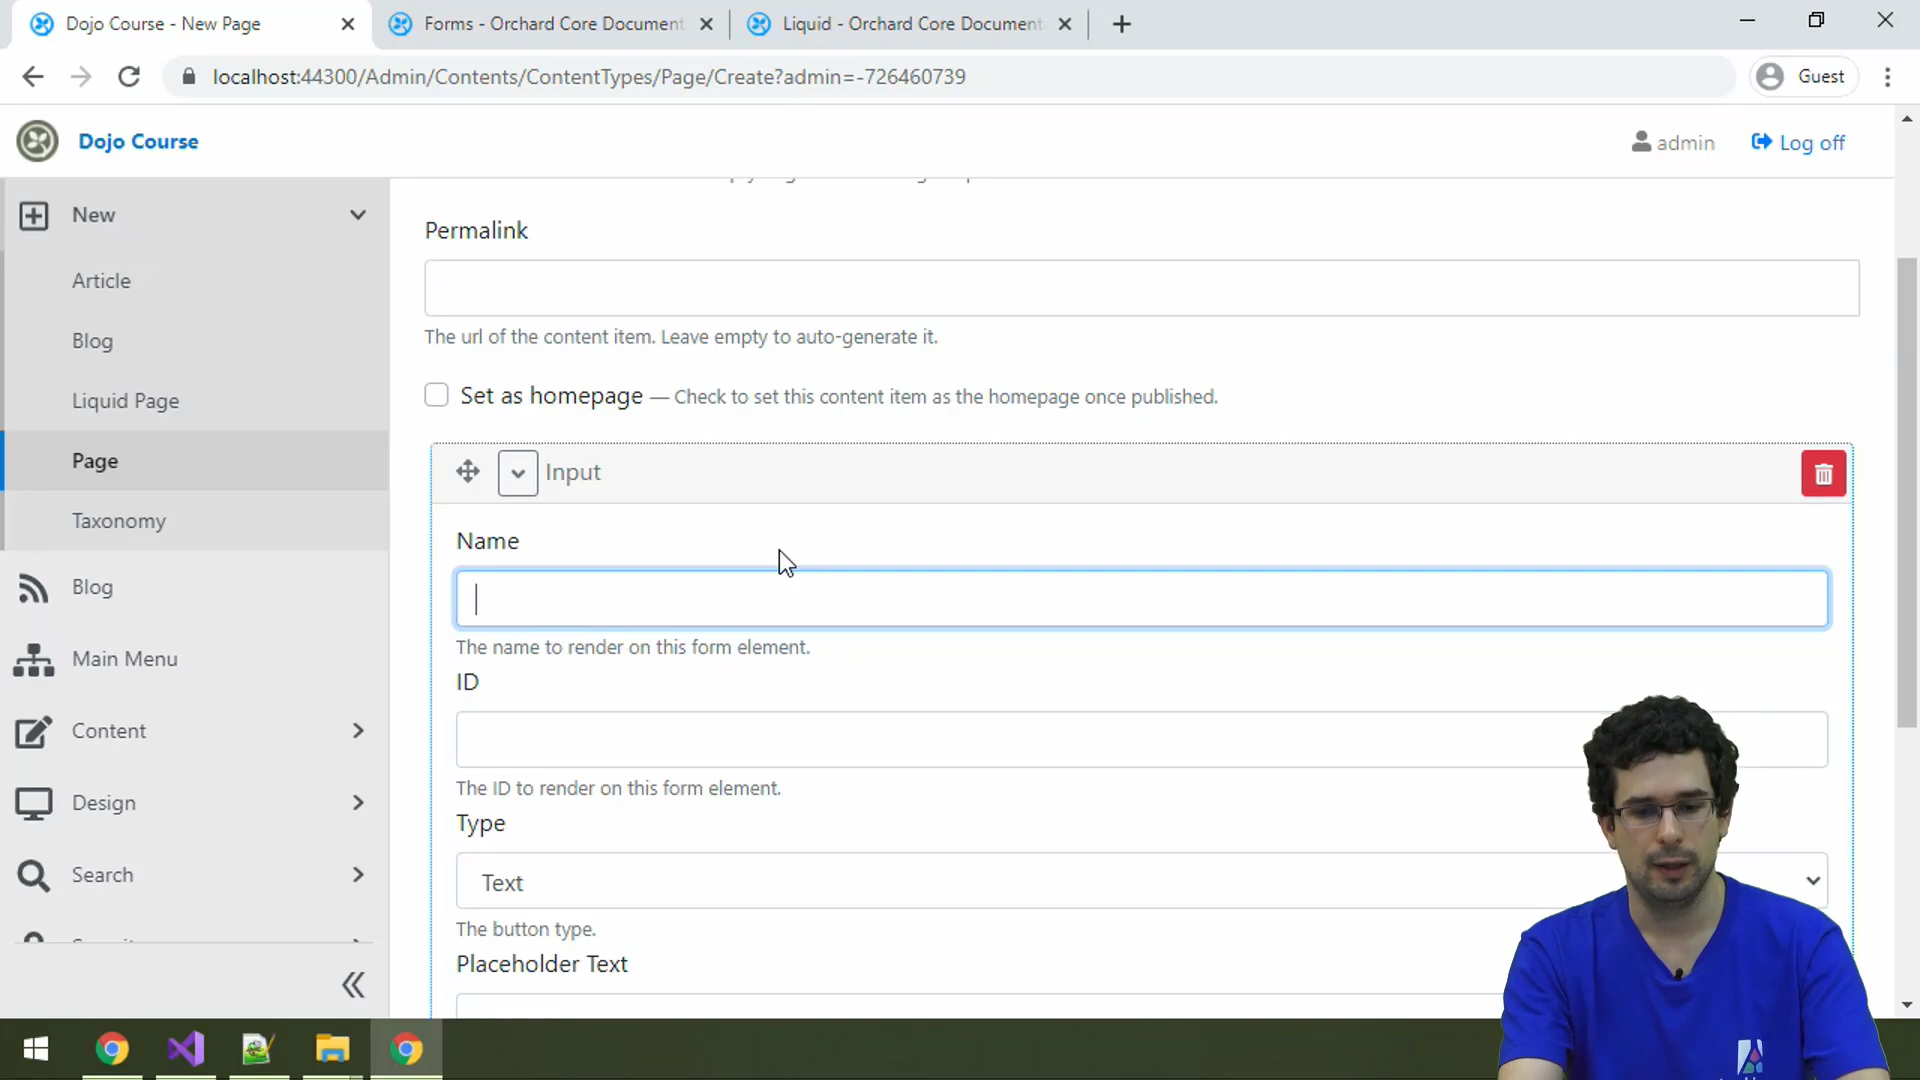 Dojo Course - New Page
Forms - Orchard Core Document
Liquid - Orchard Core Document
localhost:44300/Admin/Contents/ContentTypes/Page/Create?admin=-726460739
Guest
Dojo Course
admin
Log off
New
Article
Blog
Liquid Page
Page
Taxonomy
Blog
Main Menu
Content
Design
Search
Permalink
The url of the content item. Leave empty to auto-generate it.
Set as homepage — Check to set this content item as the homepage once published.
Input
Name
The name to render on this form element.
ID
The ID to render on this form element.
Type
Text
The button type.
Placeholder Text